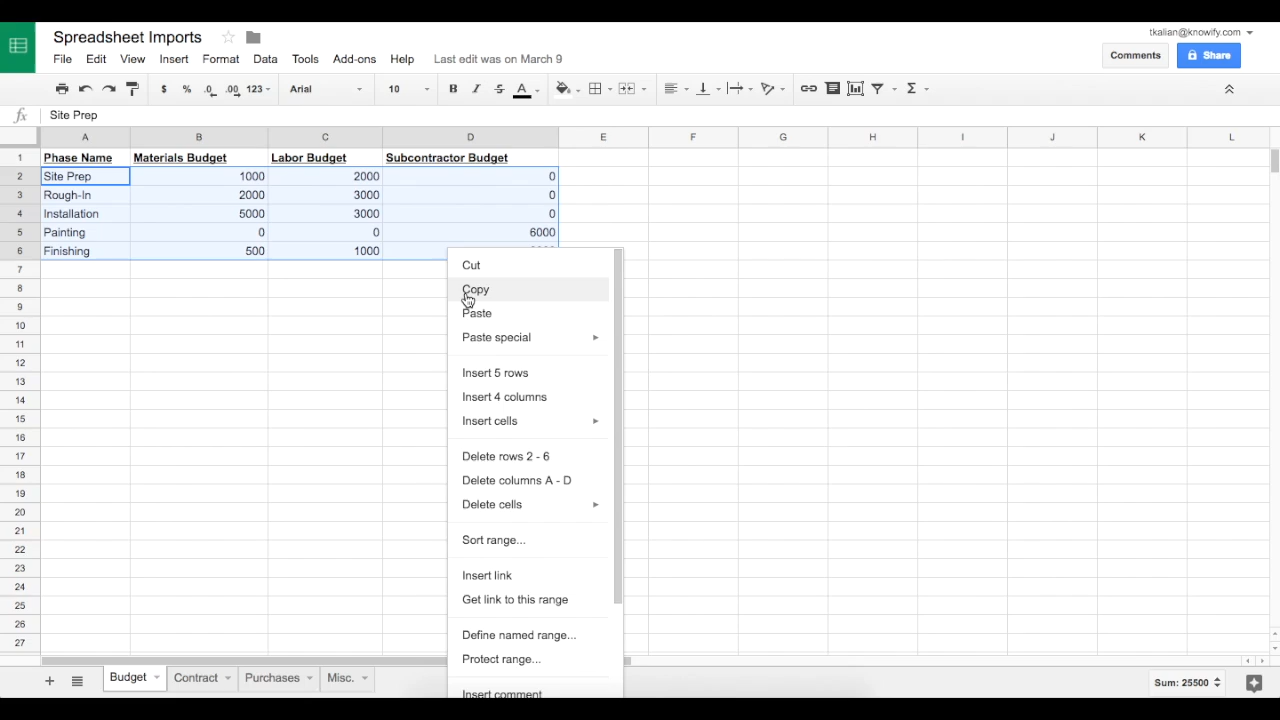 Spreadsheet Imports
tkalian@knowify.com
File Edit View Insert Format Data Tools Add-ons Help Last edit was on March 9
Comments
Share
$ % .0 .00 123 Arial 10 B I S A Σ
fx Site Prep
A B C D E F G H I J K L
1 Phase Name Materials Budget Labor Budget Subcontractor Budget
2 Site Prep 1000 2000 0
3 Rough-In 2000 3000 0
4 Installation 5000 3000 0
5 Painting 0 0 6000
6 Finishing 500 1000
7
8
9
10
11
12
13
14
15
16
17
18
19
20
21
22
23
24
25
26
27
Cut
Copy
Paste
Paste special
Insert 5 rows
Insert 4 columns
Insert cells
Delete rows 2 - 6
Delete columns A - D
Delete cells
Sort range...
Insert link
Get link to this range
Define named range...
Protect range...
Insert comment
Budget Contract Purchases Misc.
Sum: 25500